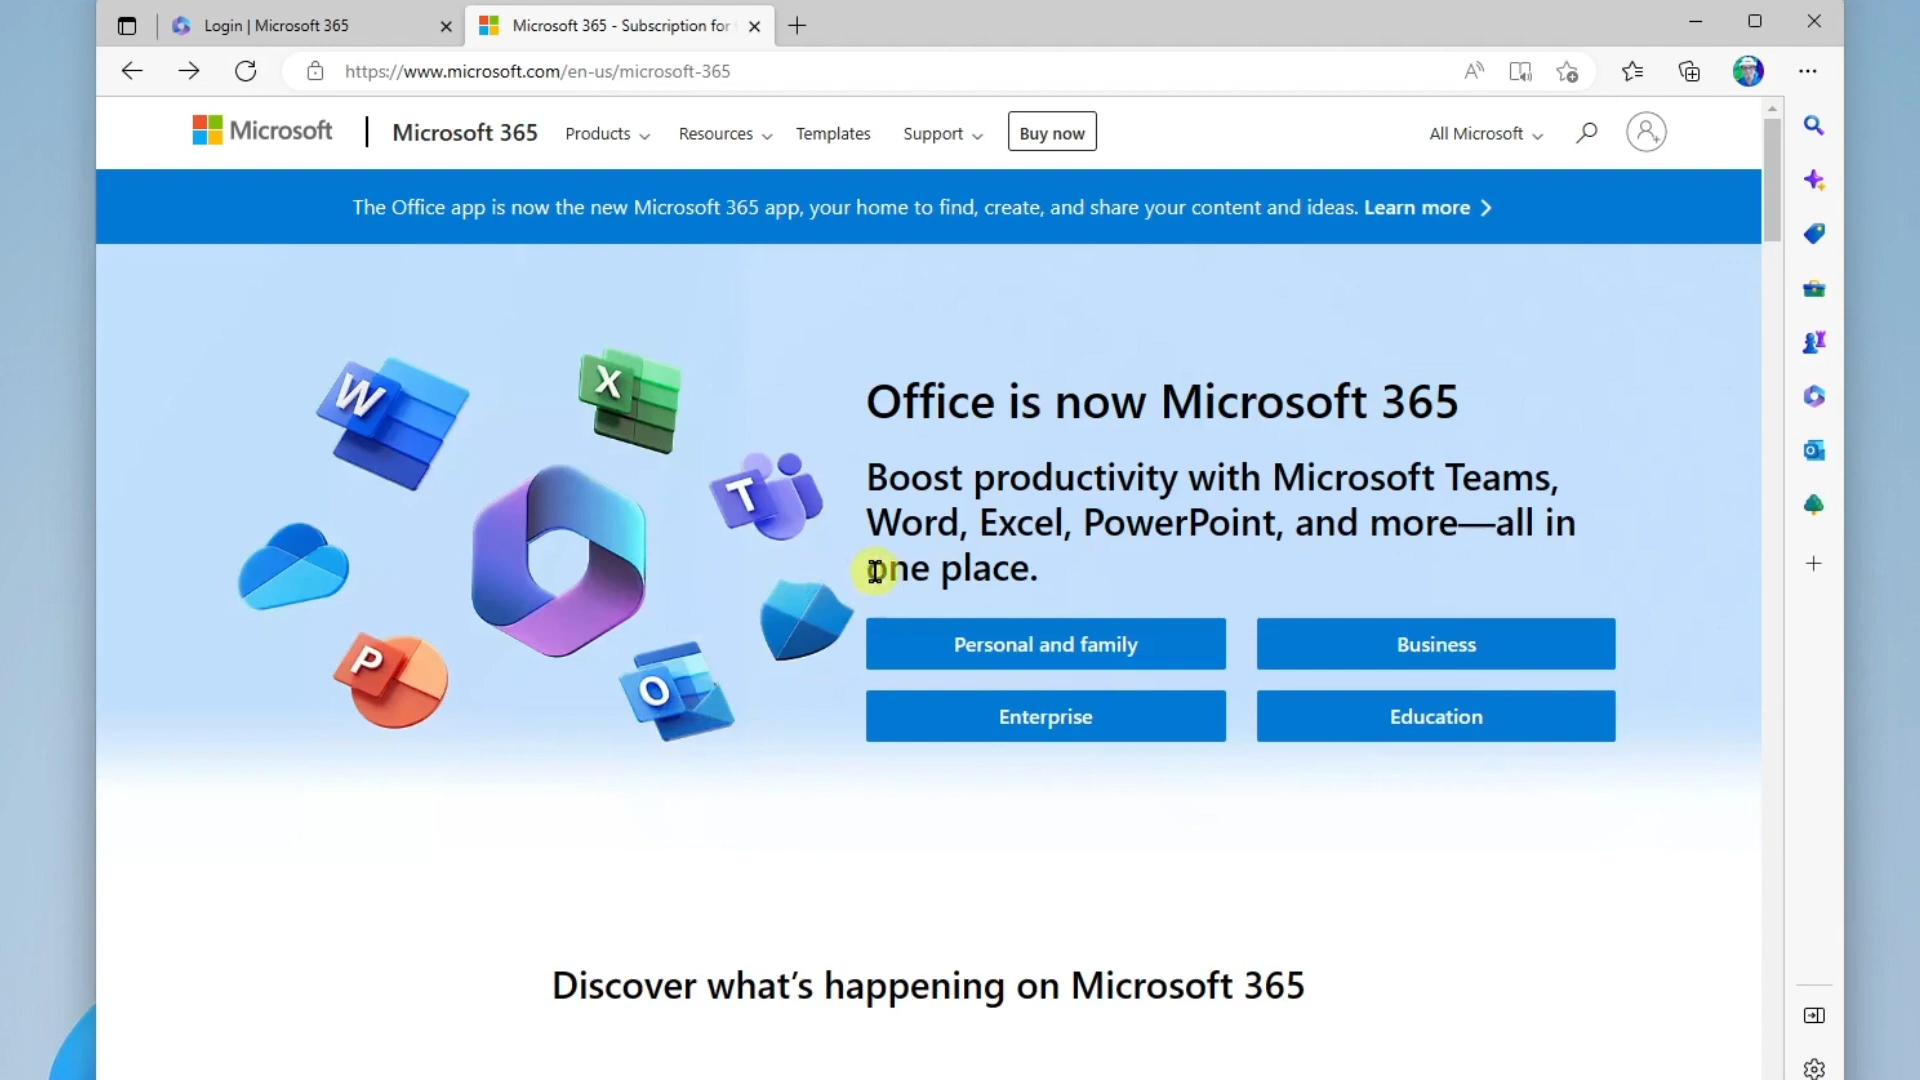 Login | Microsoft 365
Microsoft 365 - Subscription for
https://www.microsoft.com/en-us/microsoft-365
Microsoft
Microsoft 365
Products
Resources
Templates
Support
Buy now
All Microsoft
The Office app is now the new Microsoft 365 app, your home to find, create, and share your content and ideas. Learn more
W
X
T
P
O
Office is now Microsoft 365
Boost productivity with Microsoft Teams,
Word, Excel, PowerPoint, and more—all in
one place.
Personal and family
Business
Enterprise
Education
Discover what's happening on Microsoft 365